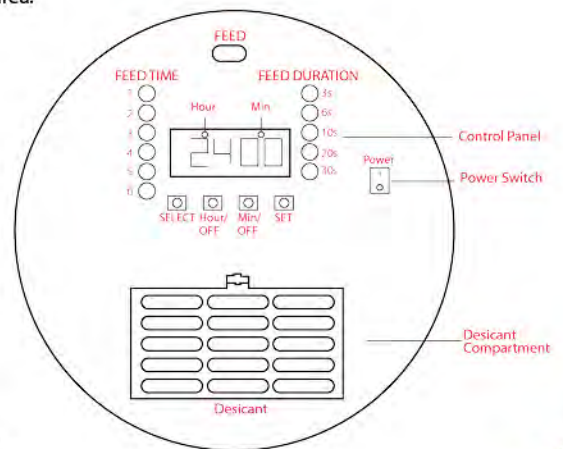 FEED
FEED TIME
FEED DURATION
1
2
3
4
5
6
3s
6s
10s
20s
30s
Hour
Min
24 00
Control Panel
Power
Power Switch
SELECT
Hour/
OFF
Min/
OFF
SET
Desicant
Compartment
Desicant